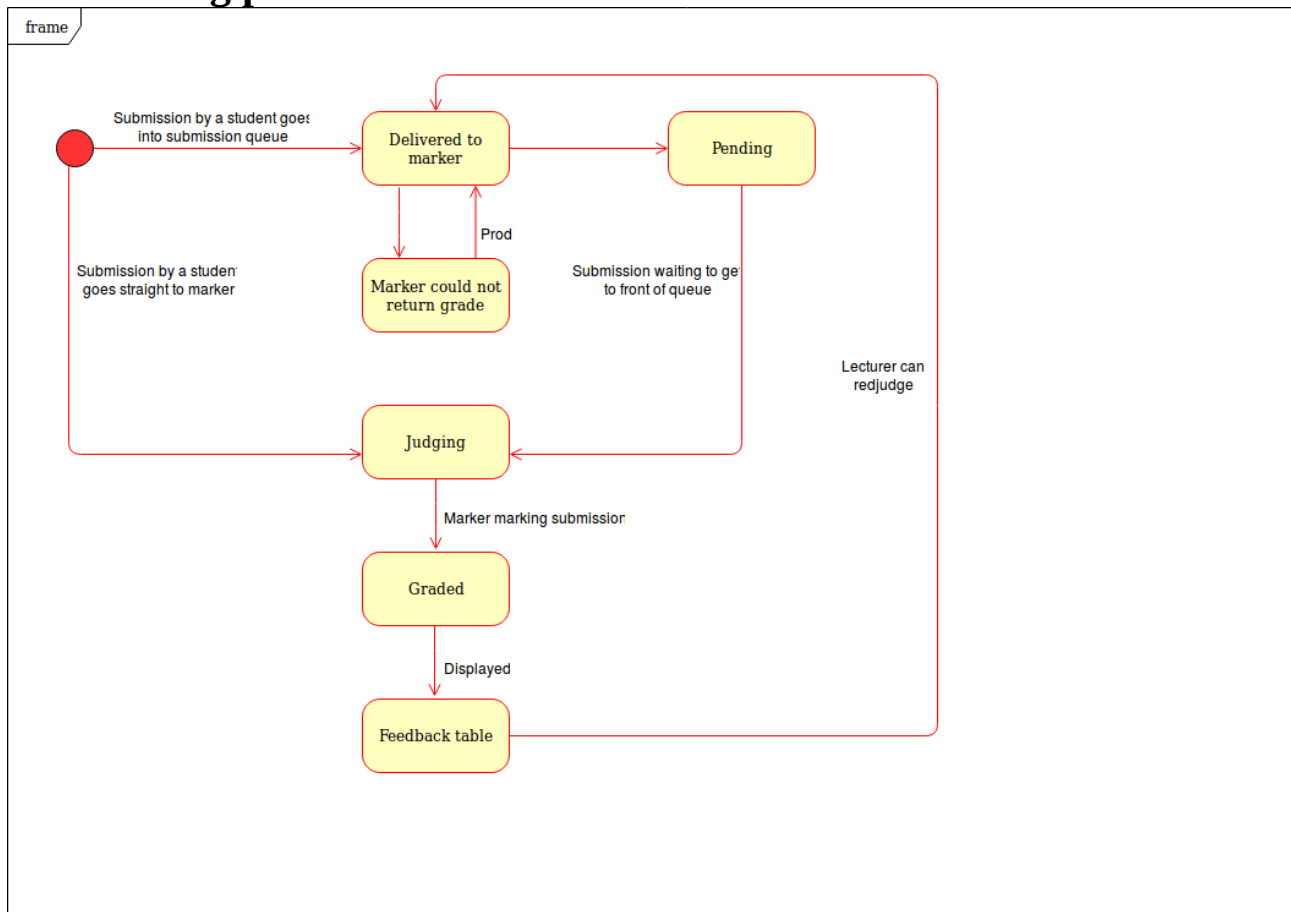 frame
Submission by a student goes
into submission queue
Delivered to
marker
Pending
Prod
Submission by a student
goes straight to marker
Marker could not
return grade
Submission waiting to get
to front of queue
Lecturer can
redjudge
Judging
Marker marking submission
Graded
Displayed
Feedback table